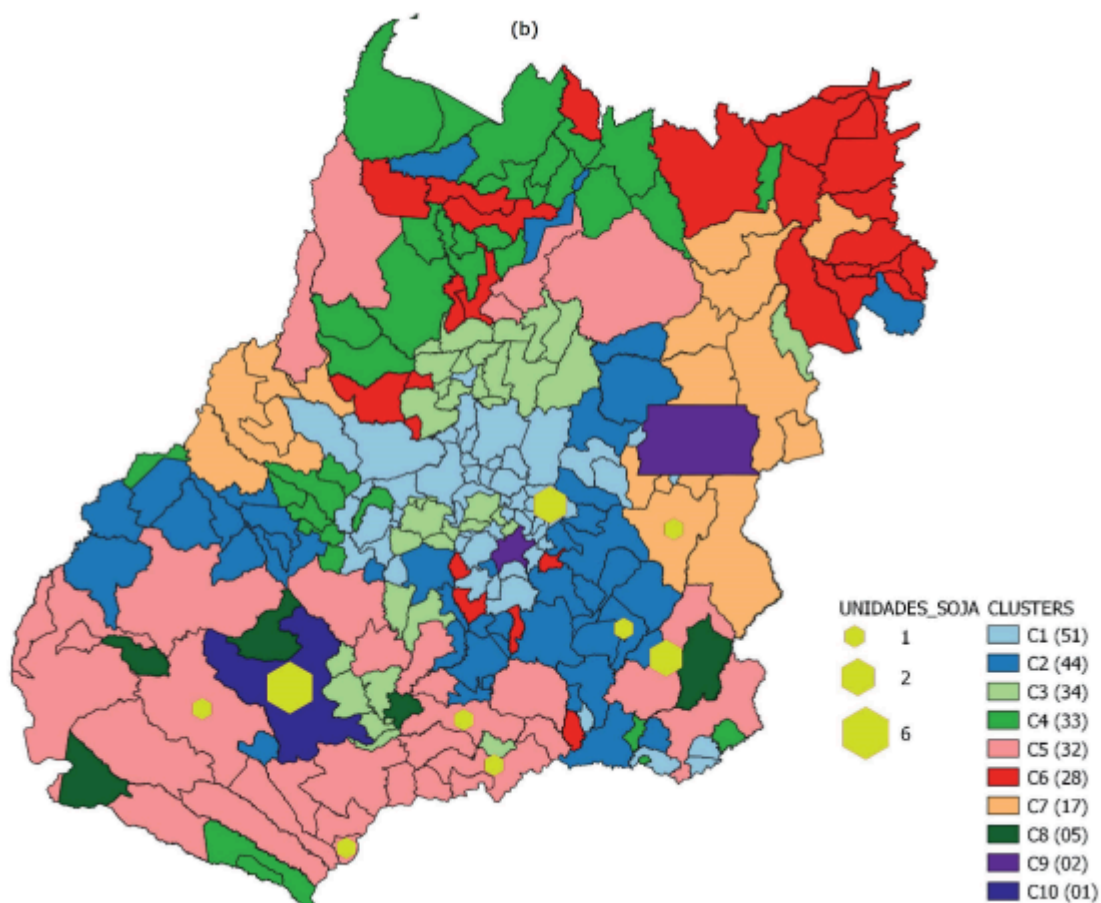 (b)
UNIDADES_SOJA CLUSTERS
1
2
6
C1 (51)
C2 (44)
C3 (34)
C4 (33)
C5 (32)
C6 (28)
C7 (17)
C8 (05)
C9 (02)
C10 (01)